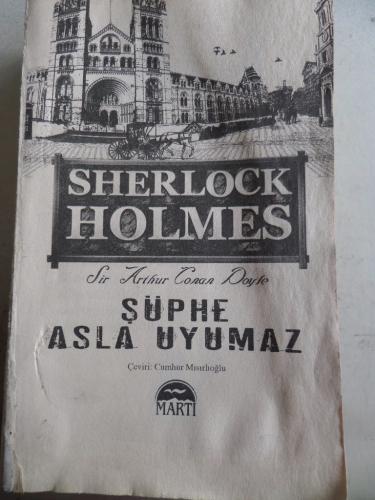 SHERLOCK
HOLMES
Sir Arthur Conan Doyle
ŞÜPHE
ASLA UYUMAZ
Çeviri: Cumhur Mısırlıoğlu
MARTI